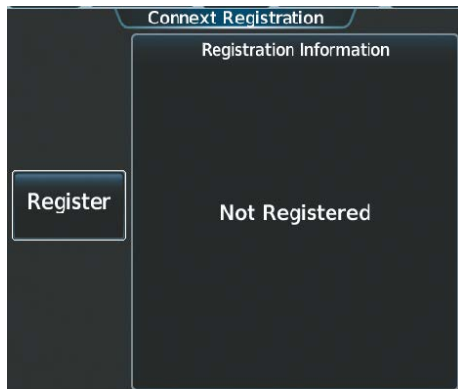 Connext Registration
Registration Information
Register
Not Registered